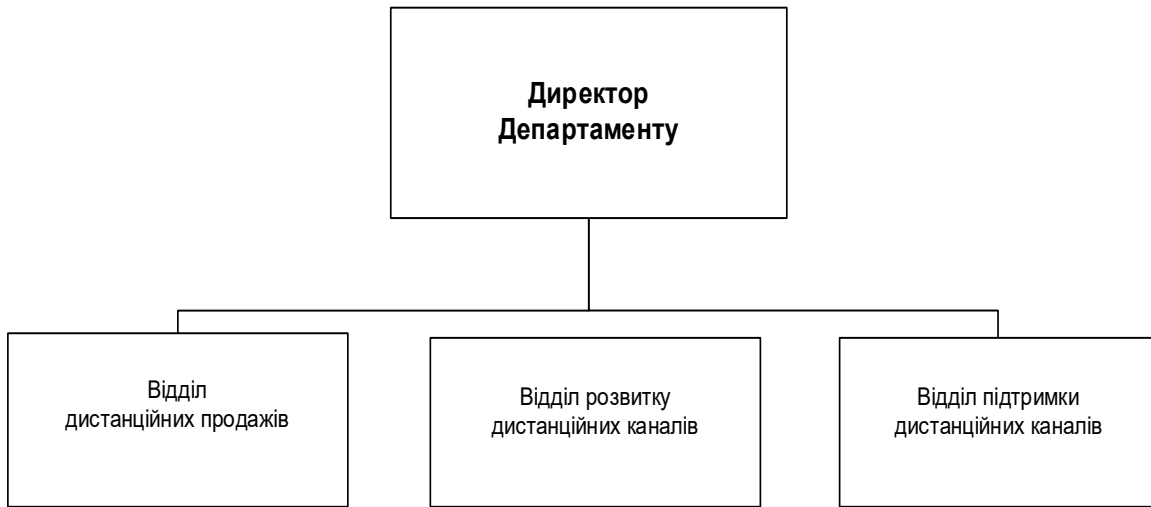 Директор
Департаменту
Відділ
дистанційних продажів
Відділ розвитку
дистанційних каналів
Відділ підтримки
дистанційних каналів